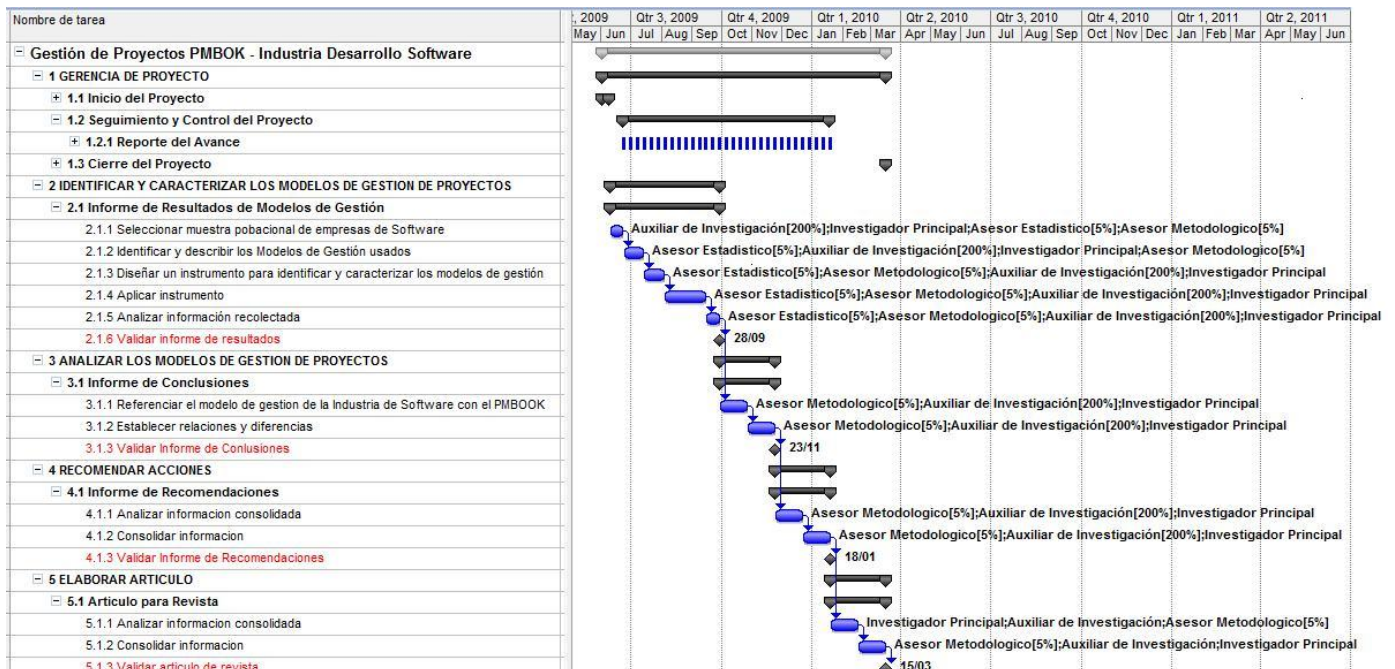 Nombre de tarea
, 2009 Qtr 3, 2009 Qtr 4, 2009 Qtr 1, 2010 Qtr 2, 2010 Qtr 3, 2010 Qtr 4, 2010 Qtr 1, 2011 Qtr 2, 2011
May Jun Jul Aug Sep Oct Nov Dec Jan Feb Mar Apr May Jun Jul Aug Sep Oct Nov Dec Jan Feb Mar Apr May Jun
Gestión de Proyectos PMBOK - Industria Desarrollo Software
1 GERENCIA DE PROYECTO
1.1 Inicio del Proyecto
1.2 Seguimiento y Control del Proyecto
1.2.1 Reporte del Avance
1.3 Cierre del Proyecto
2 IDENTIFICAR Y CARACTERIZAR LOS MODELOS DE GESTION DE PROYECTOS
2.1 Informe de Resultados de Modelos de Gestión
2.1.1 Seleccionar muestra pobacional de empresas de Software Auxiliar de Investigación[200%];Investigador Principal;Asesor Estadistico[5%];Asesor Metodologico[5%]
2.1.2 Identificar y describir los Modelos de Gestión usados Asesor Estadistico[5%];Auxiliar de Investigación[200%];Investigador Principal;Asesor Metodologico[5%]
2.1.3 Diseñar un instrumento para identificar y caracterizar los modelos de gestión Asesor Estadistico[5%];Asesor Metodologico[5%];Auxiliar de Investigación[200%];Investigador Principal
2.1.4 Aplicar instrumento Asesor Estadistico[5%];Asesor Metodologico[5%];Auxiliar de Investigación[200%];Investigador Principal
2.1.5 Analizar información recolectada Asesor Estadistico[5%];Asesor Metodologico[5%];Auxiliar de Investigación[200%];Investigador Principal
2.1.6 Validar informe de resultados 28/09
3 ANALIZAR LOS MODELOS DE GESTION DE PROYECTOS
3.1 Informe de Conclusiones
3.1.1 Referenciar el modelo de gestion de la Industria de Software con el PMBOOK Asesor Metodologico[5%];Auxiliar de Investigación[200%];Investigador Principal
3.1.2 Establecer relaciones y diferencias Asesor Metodologico[5%];Auxiliar de Investigación[200%];Investigador Principal
3.1.3 Validar Informe de Conlusiones 23/11
4 RECOMENDAR ACCIONES
4.1 Informe de Recomendaciones
4.1.1 Analizar informacion consolidada Asesor Metodologico[5%];Auxiliar de Investigación[200%];Investigador Principal
4.1.2 Consolidar informacion Asesor Metodologico[5%];Auxiliar de Investigación[200%];Investigador Principal
4.1.3 Validar Informe de Recomendaciones 18/01
5 ELABORAR ARTICULO
5.1 Articulo para Revista
5.1.1 Analizar informacion consolidada Investigador Principal;Auxiliar de Investigación;Asesor Metodologico[5%]
5.1.2 Consolidar informacion Asesor Metodologico[5%];Auxiliar de Investigación;Investigador Principal
5.1.3 Validar articulo de revista 15/03